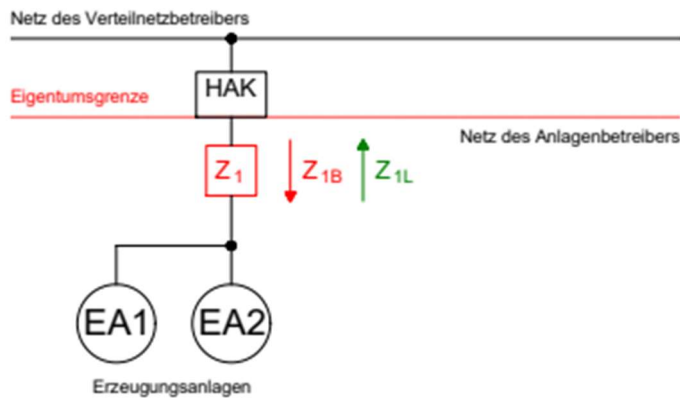 Netz des Verteilnetzbetreibers
HAK
Eigentumsgrenze
Netz des Anlagenbetreibers
Z1 Z1B Z1L
EA1 EA2
Erzeugungsanlagen